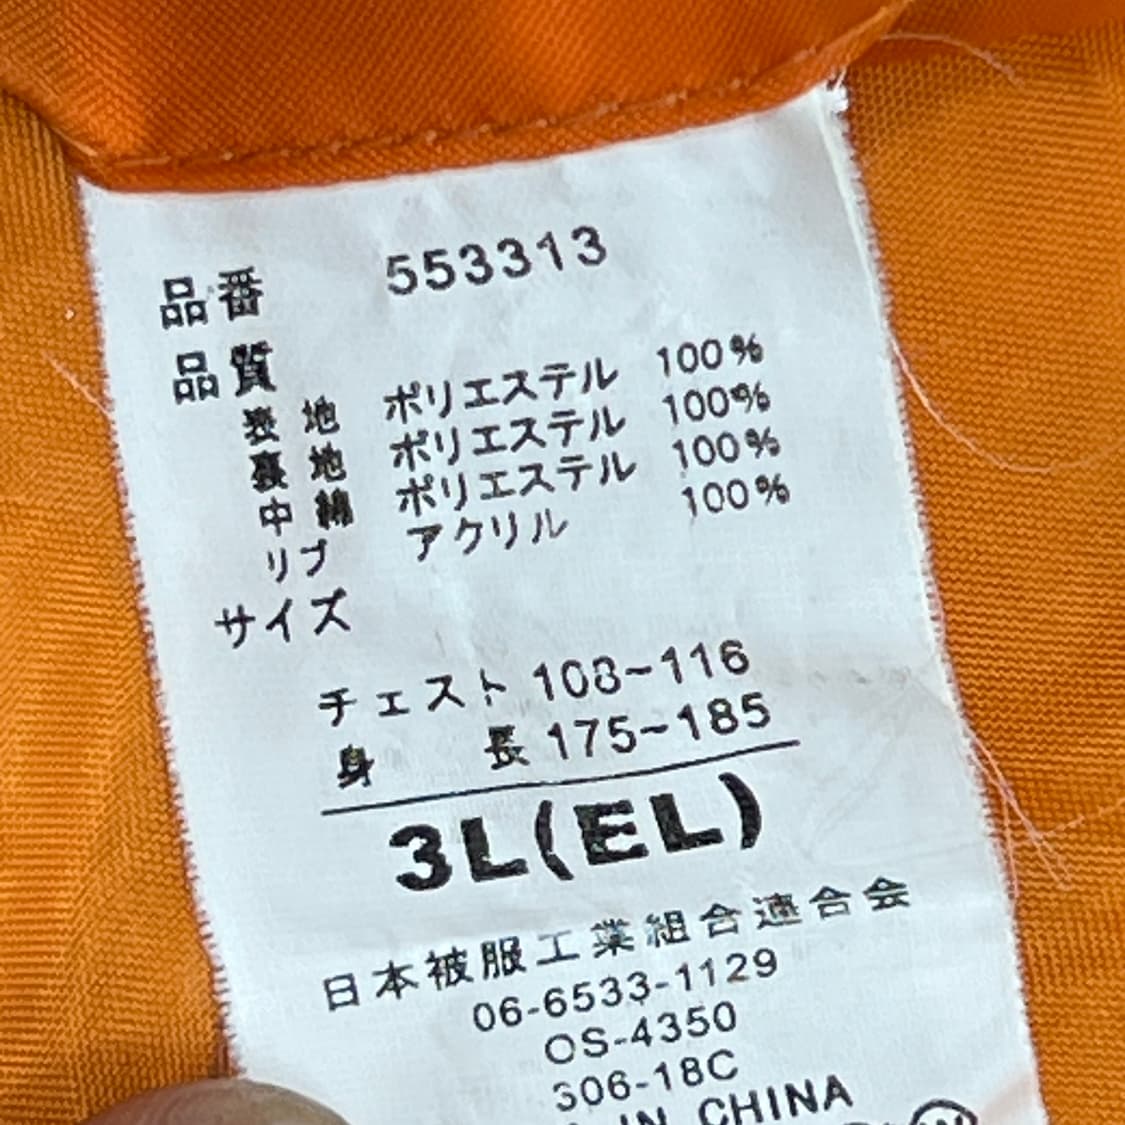 品番 553313
品質
表地 ポリエステル 100%
裏地 ポリエステル 100%
中綿 ポリエステル 100%
リブ アクリル 100%
サイズ
チェスト 108~116
身長 175~185
3L(EL)
日本被服工業組合連合会
06-6533-1129
OS-4350
306-18C
IN CHINA